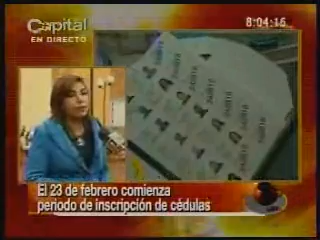 Capital
EN DIRECTO
8:04:16
El 23 de febrero comienza
periodo de inscripción de cédulas